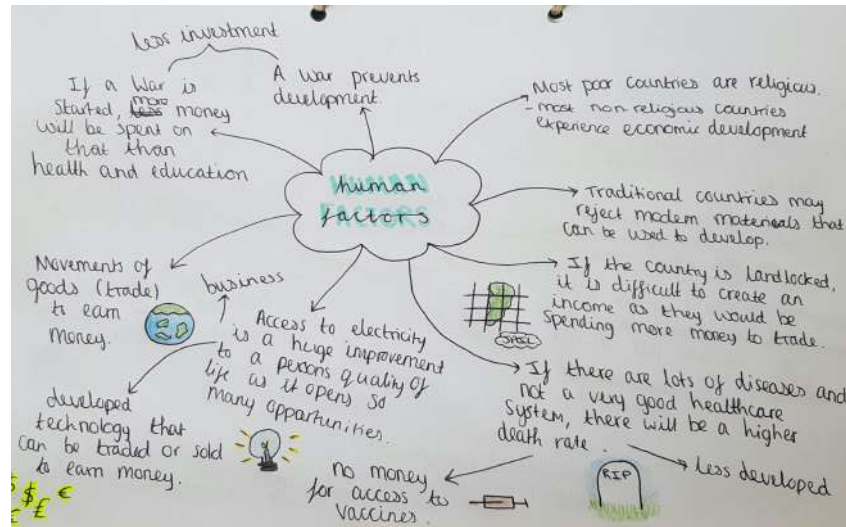 less investment
If a War is
started, more less money
will be spent on
that than
health and education
A war prevents
development.
Most poor countries are religious.
- most non religious countries
experience economic development
human
factors
Traditional countries may
reject modern materials that
can be used to develop.
If the country is landlocked,
it is difficult to create an
income as they would be
spending more money to trade.
Movements of
goods (trade)
to earn
money.
business
Access to electricity
is a huge improvement
to a persons quality of
life as it opens so
many opportunities.
developed
technology that
can be traded or sold
to earn money.
If there are lots of diseases and
not a very good healthcare
system, there will be a higher
death rate.
no money
for access to
vaccines.
RIP
Less developed
$ $ €
€ £